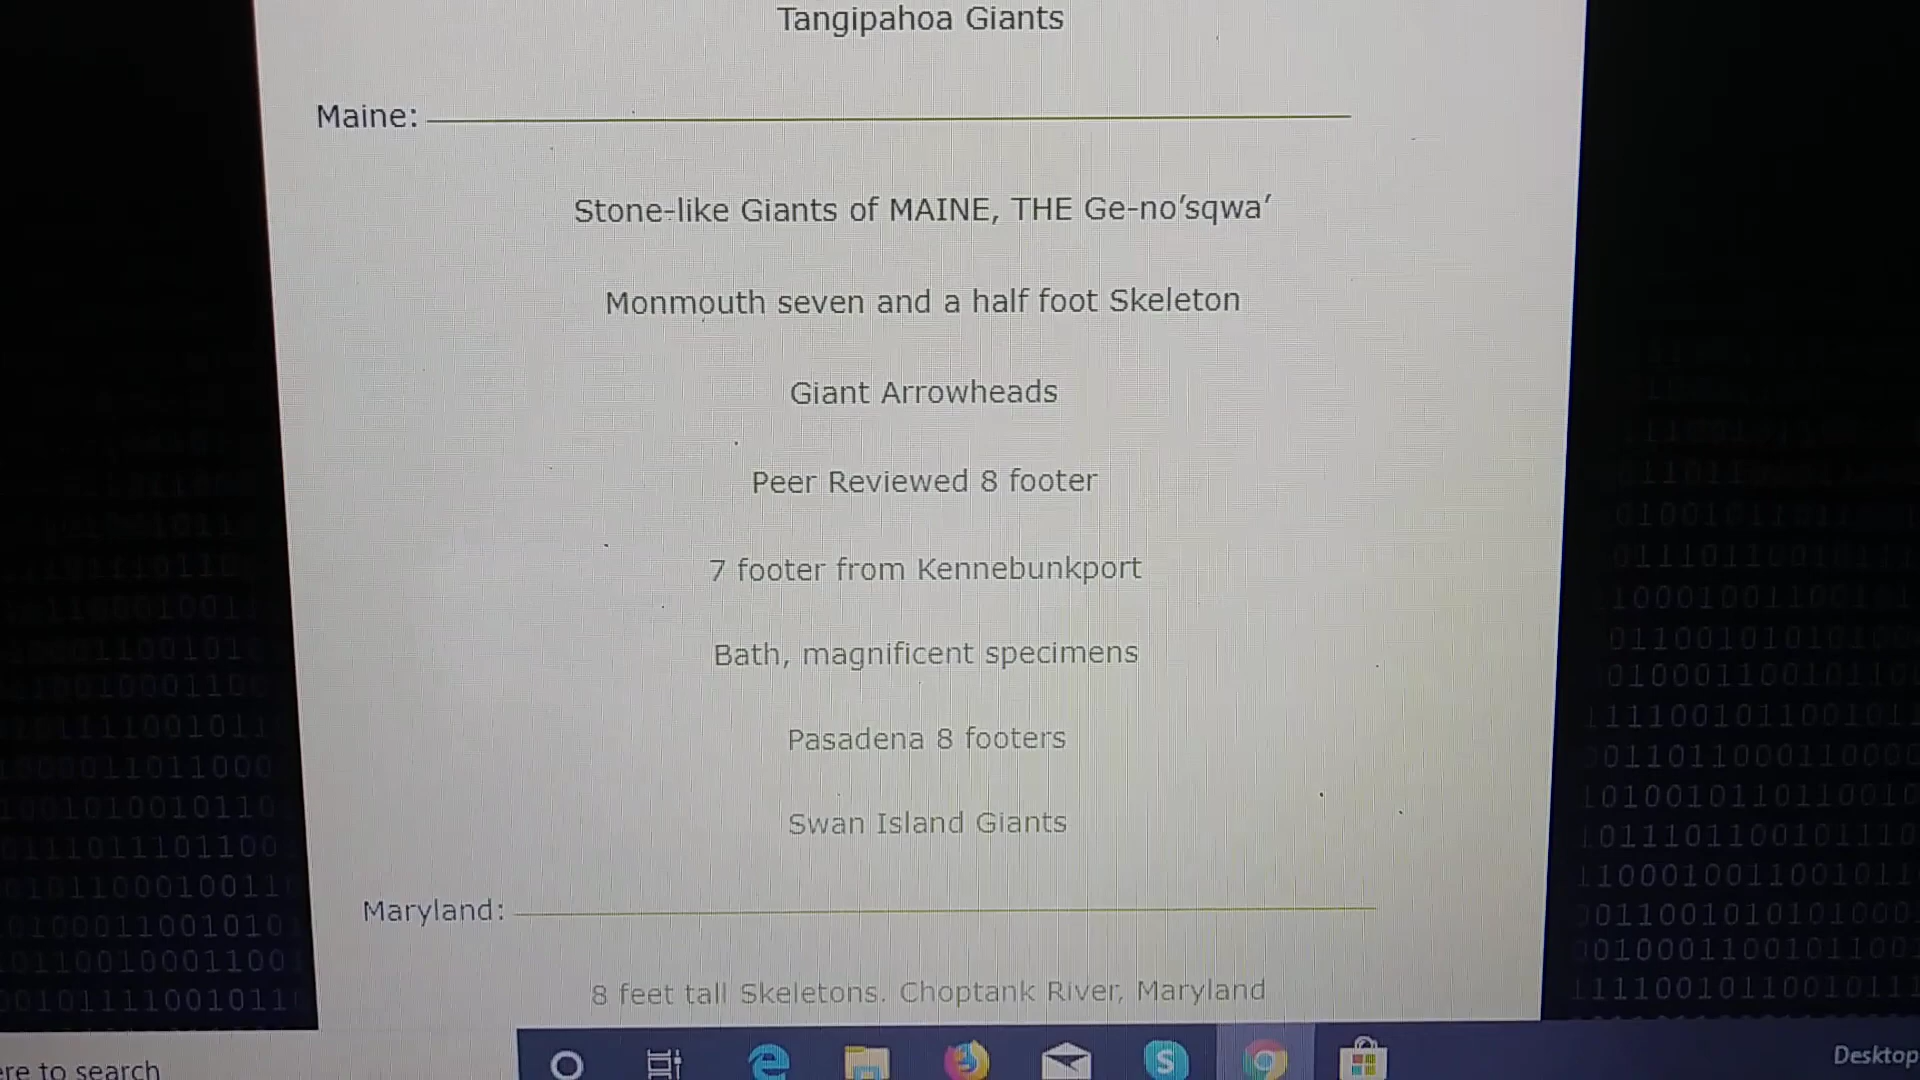 Tangipahoa Giants
Maine:
Stone-like Giants of MAINE, THE Ge-no’sqwa’
Monmouth seven and a half foot Skeleton
Giant Arrowheads
Peer Reviewed 8 footer
7 footer from Kennebunkport
Bath, magnificent specimens
Pasadena 8 footers
Swan Island Giants
Maryland:
8 feet tall Skeletons. Choptank River, Maryland
to search
Desktop